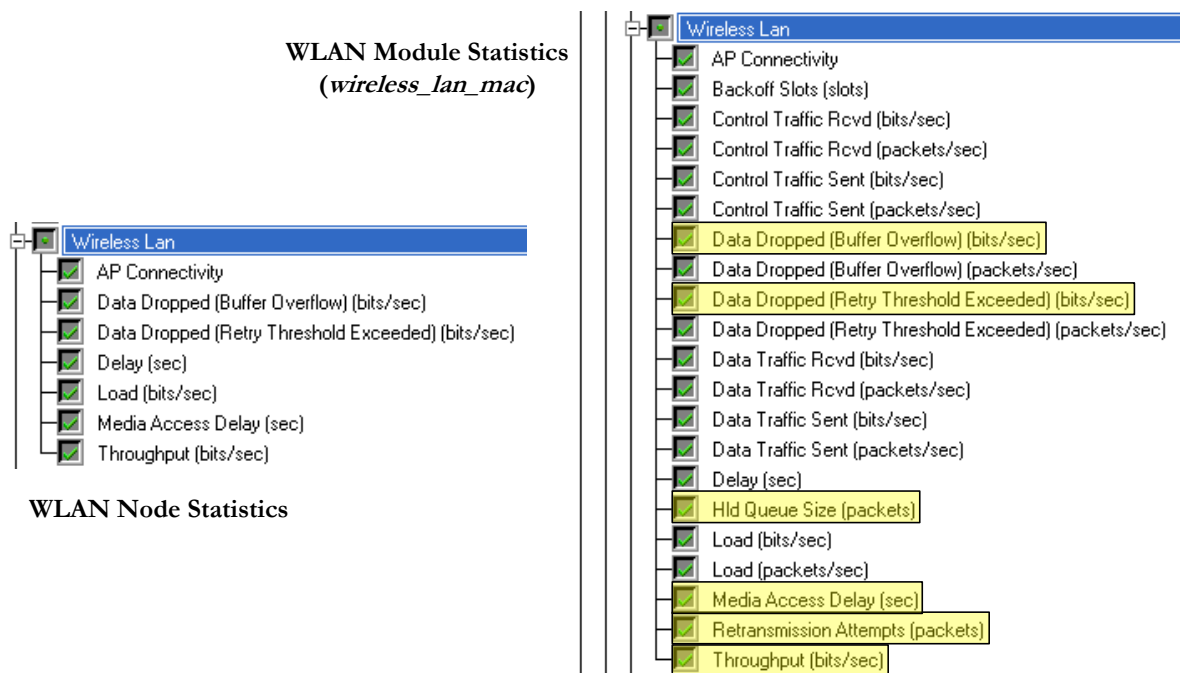 WLAN Module Statistics
(wireless_lan_mac)
Wireless Lan
AP Connectivity
Data Dropped (Buffer Overflow) (bits/sec)
Data Dropped (Retry Threshold Exceeded) (bits/sec)
Delay (sec)
Load (bits/sec)
Media Access Delay (sec)
Throughput (bits/sec)
WLAN Node Statistics
Wireless Lan
AP Connectivity
Backoff Slots (slots)
Control Traffic Rcvd (bits/sec)
Control Traffic Rcvd (packets/sec)
Control Traffic Sent (bits/sec)
Control Traffic Sent (packets/sec)
Data Dropped (Buffer Overflow) (bits/sec)
Data Dropped (Buffer Overflow) (packets/sec)
Data Dropped (Retry Threshold Exceeded) (bits/sec)
Data Dropped (Retry Threshold Exceeded) (packets/sec)
Data Traffic Rcvd (bits/sec)
Data Traffic Rcvd (packets/sec)
Data Traffic Sent (bits/sec)
Data Traffic Sent (packets/sec)
Delay (sec)
Hld Queue Size (packets)
Load (bits/sec)
Load (packets/sec)
Media Access Delay (sec)
Retransmission Attempts (packets)
Throughput (bits/sec)